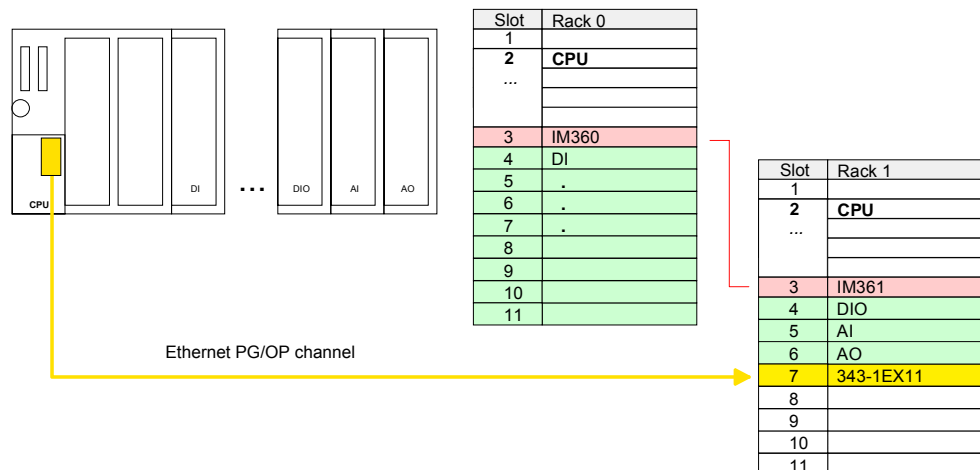 CPU
DI
...
DIO
AI
AO
Ethernet PG/OP channel
Slot Rack 0
1
2 CPU
...
3 IM360
4 DI
5 .
6 .
7 .
8
9
10
11
Slot Rack 1
1
2 CPU
...
3 IM361
4 DIO
5 AI
6 AO
7 343-1EX11
8
9
10
11